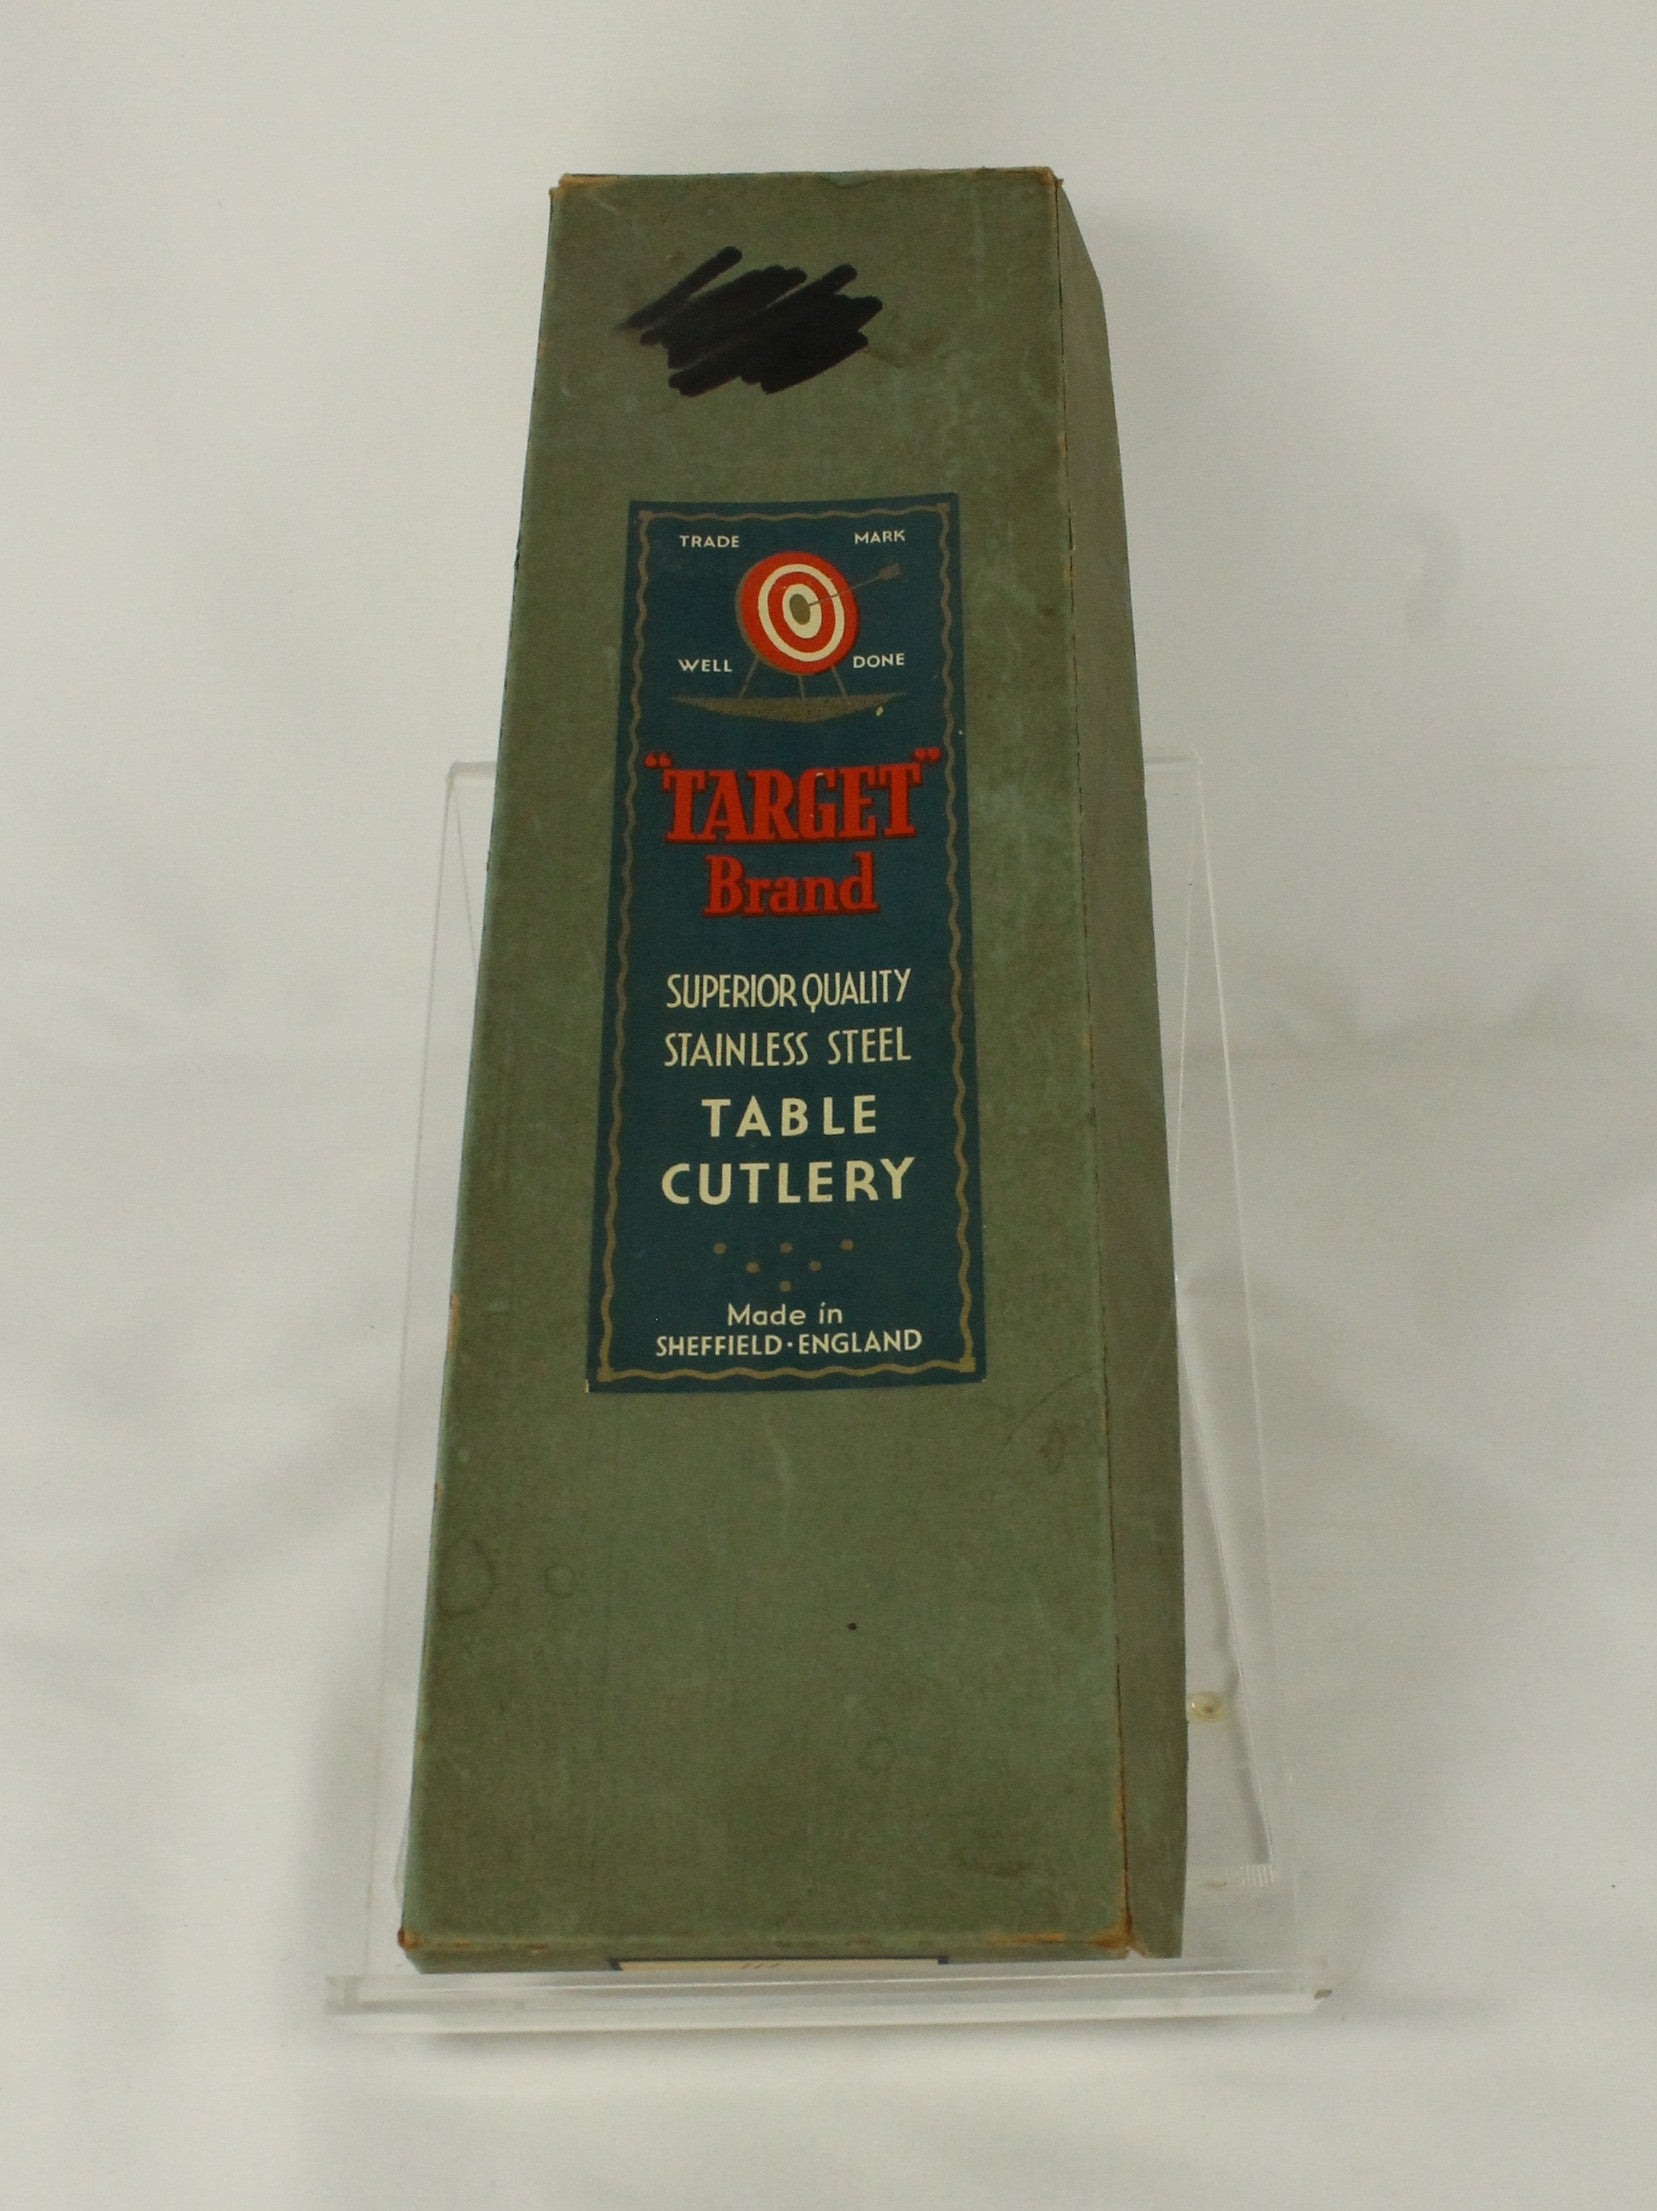 TRADE MARK
WELL DONE
"TARGET"
Brand
SUPERIOR QUALITY
STAINLESS STEEL
TABLE
CUTLERY
Made in
SHEFFIELD · ENGLAND